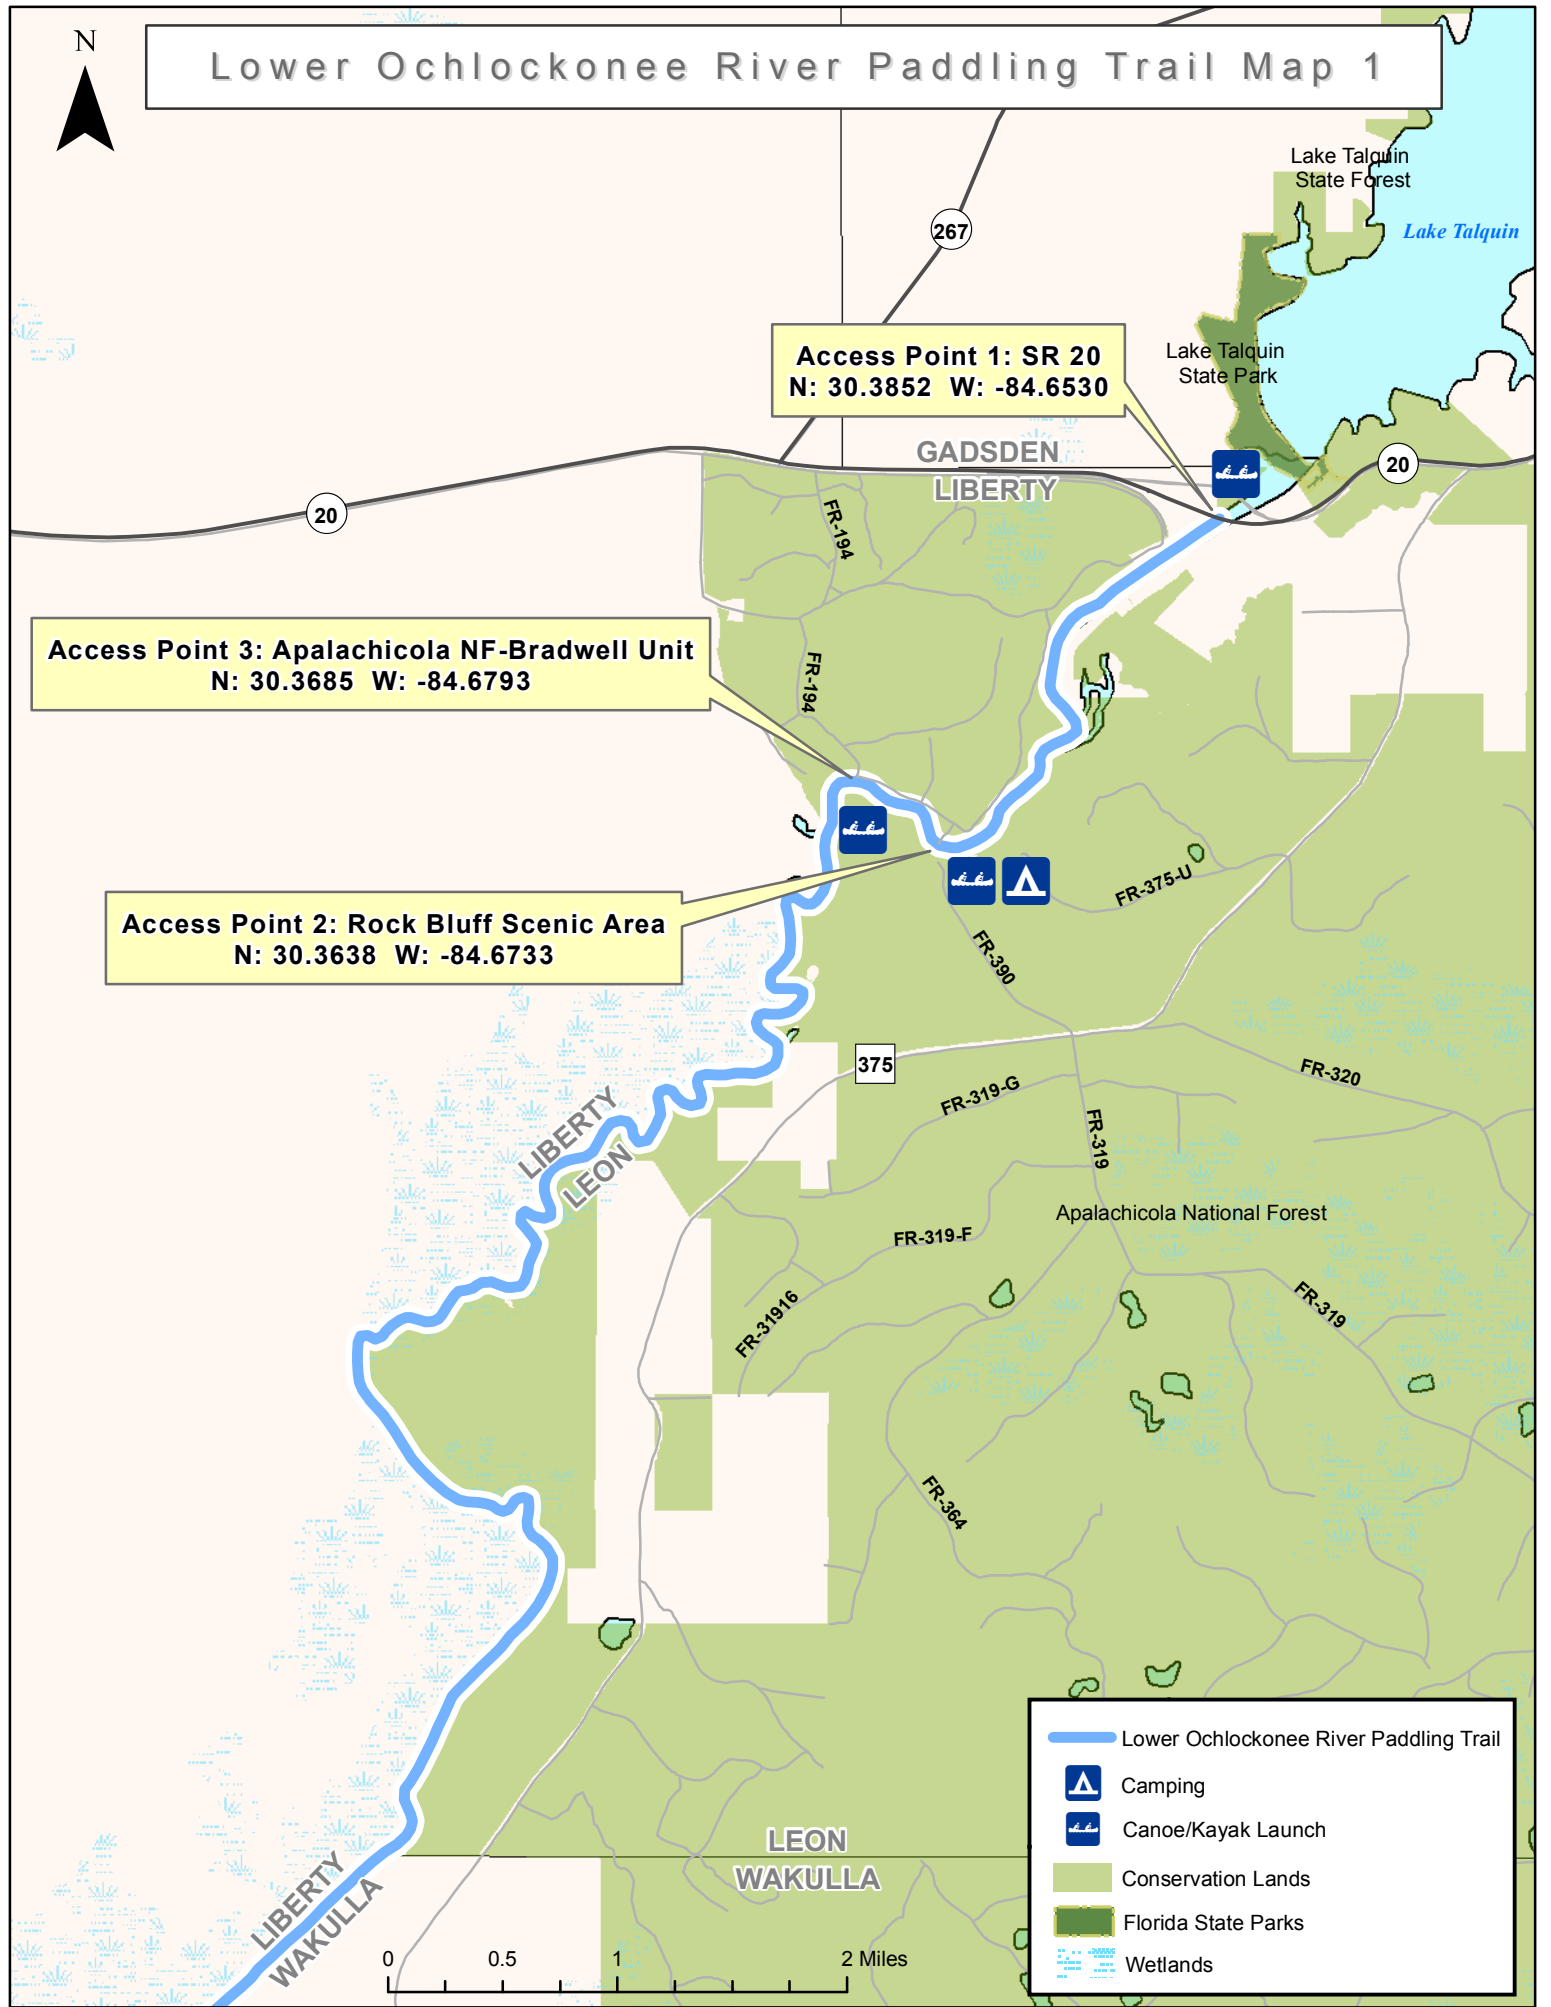 N
Lower Ochlockonee River Paddling Trail Map 1
Lake Talquin
State Forest
Lake Talquin
267
Access Point 1: SR 20
N: 30.3852  W: -84.6530
Lake Talquin
State Park
GADSDEN
LIBERTY
20
20
FR-194
Access Point 3: Apalachicola NF-Bradwell Unit
N: 30.3685  W: -84.6793
FR-194
FR-375-U
Access Point 2: Rock Bluff Scenic Area
N: 30.3638  W: -84.6733
FR-390
375
FR-320
FR-319-G
LIBERTY
LEON
FR-319
Apalachicola National Forest
FR-319-F
FR-31916
FR-319
FR-364
Lower Ochlockonee River Paddling Trail
Camping
Canoe/Kayak Launch
Conservation Lands
Florida State Parks
Wetlands
LEON
WAKULLA
LIBERTY
WAKULLA
0 0.5 1 2 Miles